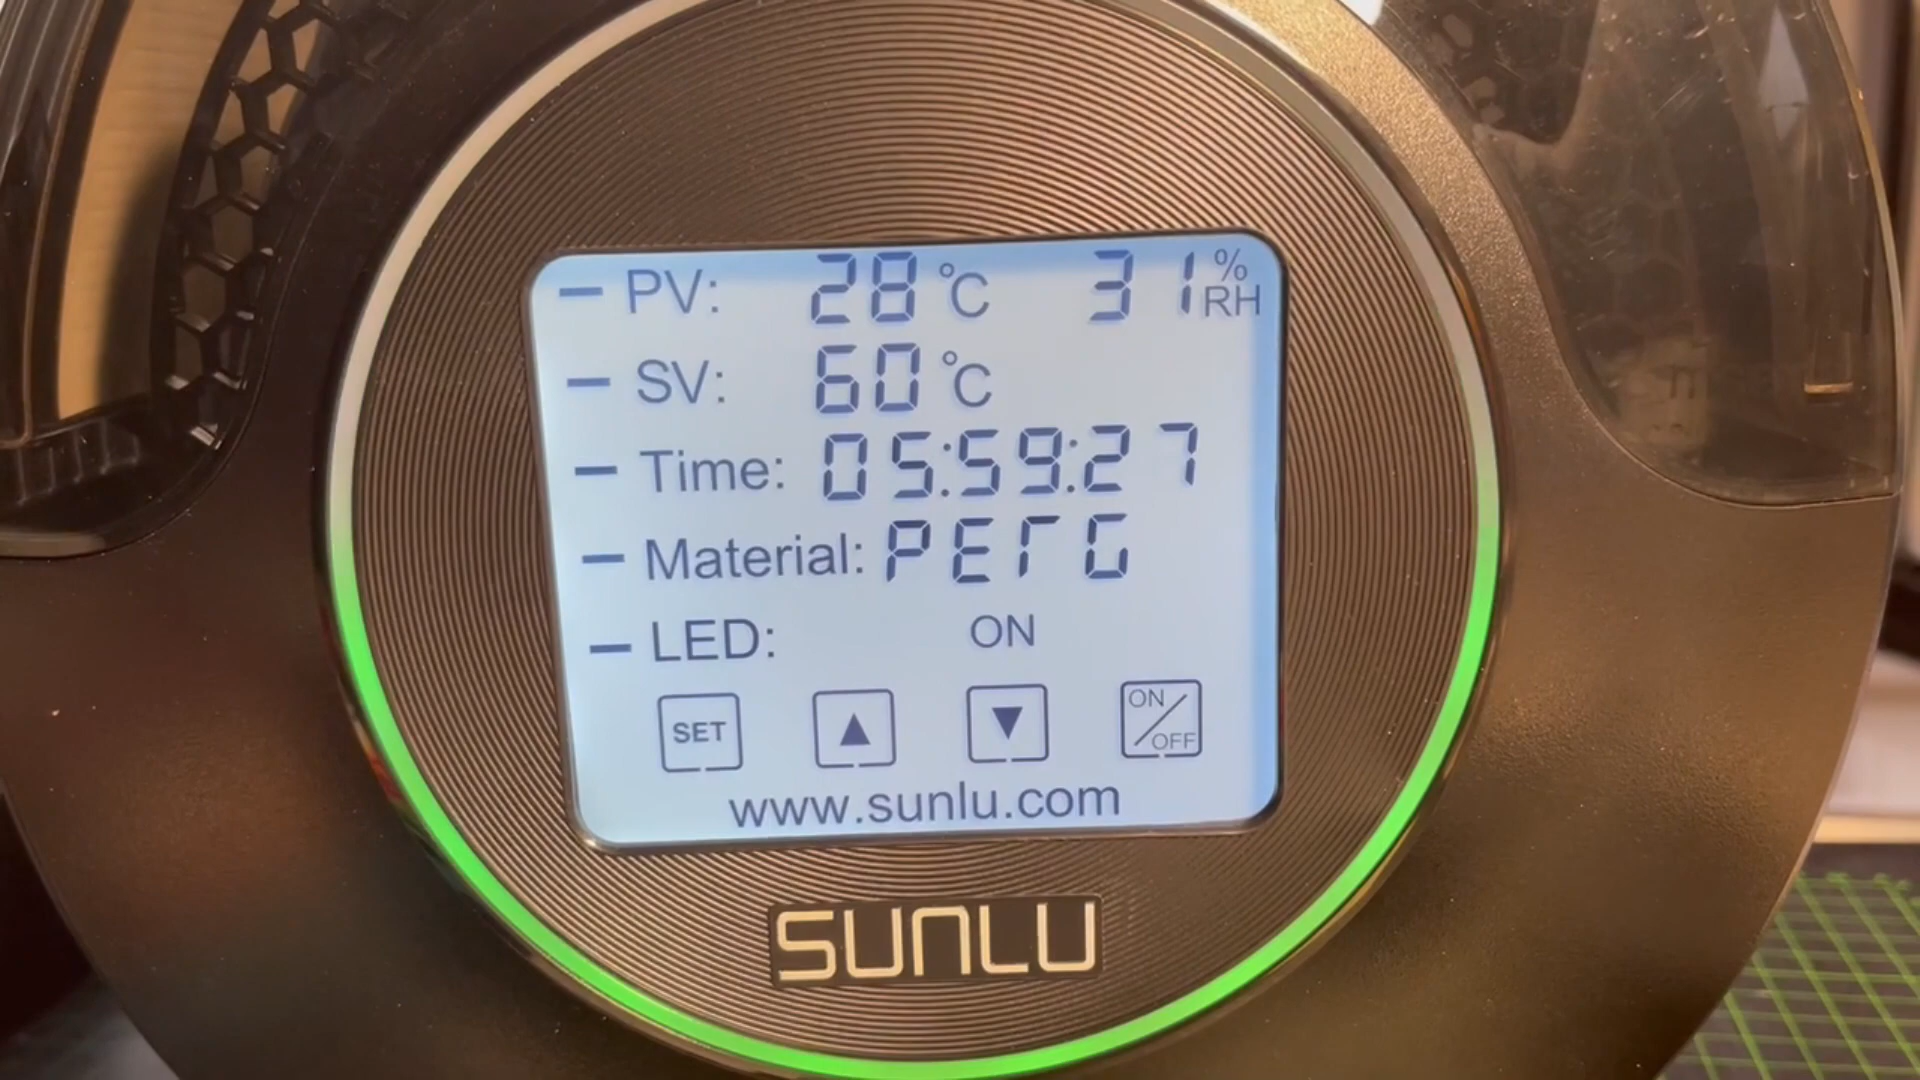 PV: 28 °C 31 % RH
SV: 60 °C
Time: 05:59:27
Material: PETG
LED: ON
SET ▲ ▼ ON/OFF
www.sunlu.com
SUNLU